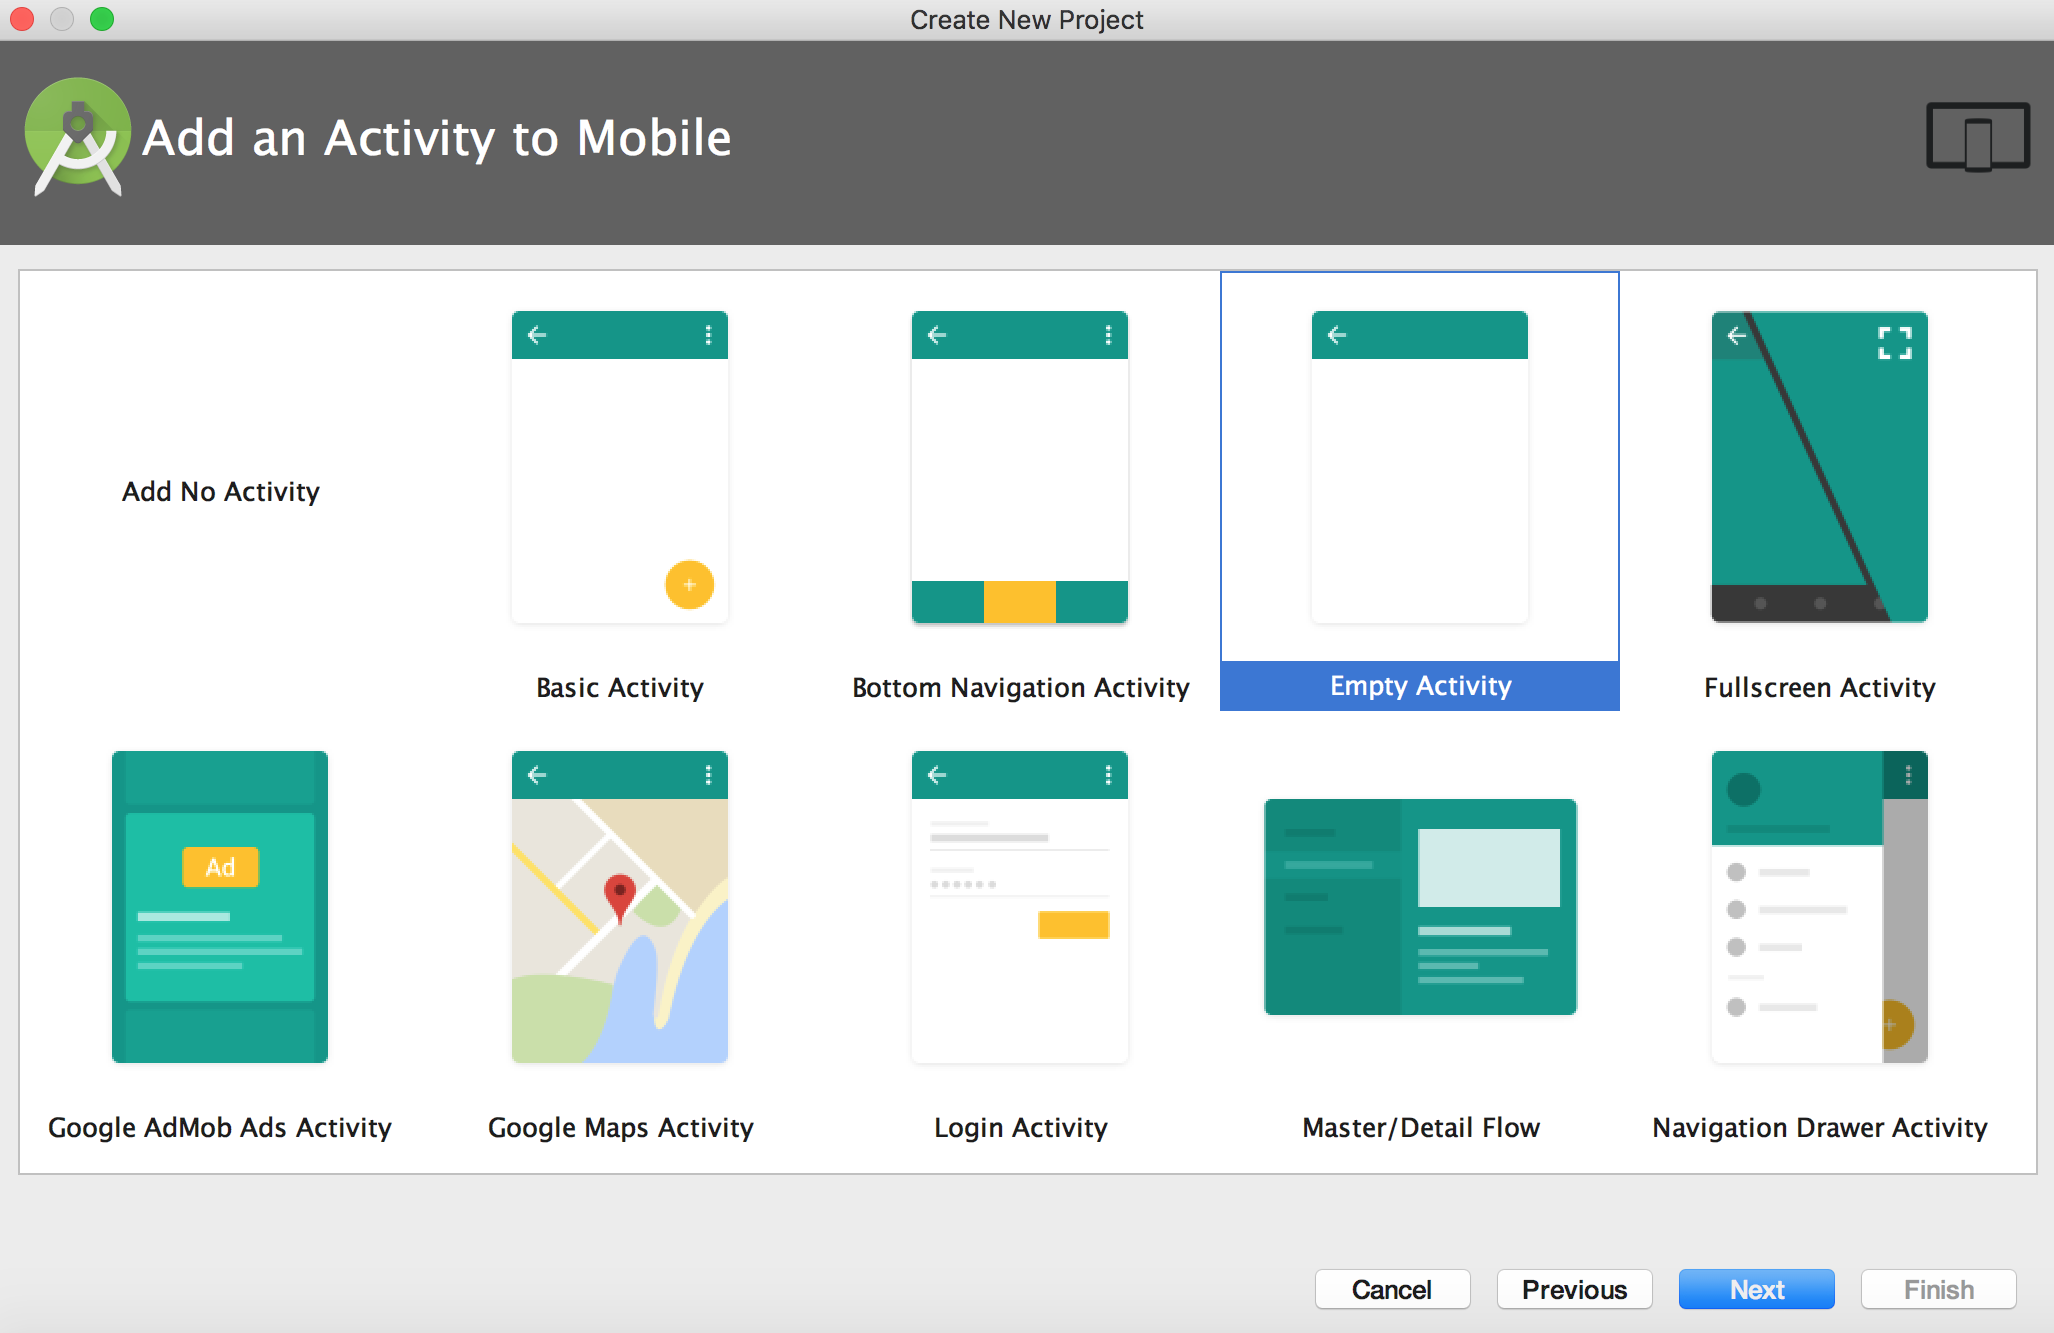 Create New Project
Add an Activity to Mobile
Add No Activity
Basic Activity
Bottom Navigation Activity
Empty Activity
Fullscreen Activity
Ad
Google AdMob Ads Activity
Google Maps Activity
Login Activity
Master/Detail Flow
Navigation Drawer Activity
Cancel
Previous
Next
Finish